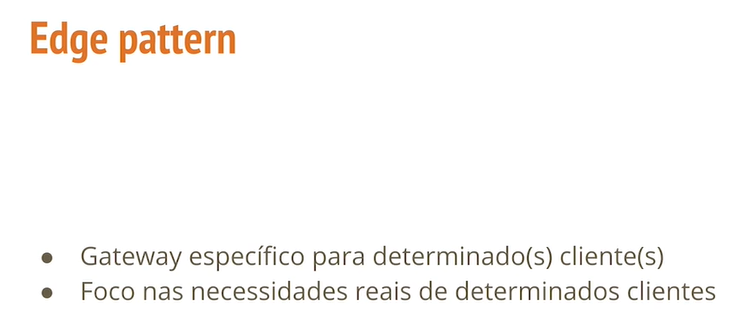 Edge pattern
● Gateway específico para determinado(s) cliente(s)
● Foco nas necessidades reais de determinados clientes